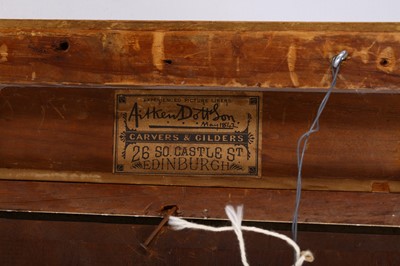 Aitken Dott & Son
CARVERS & GILDERS
26 SO. CASTLE ST
EDINBURGH